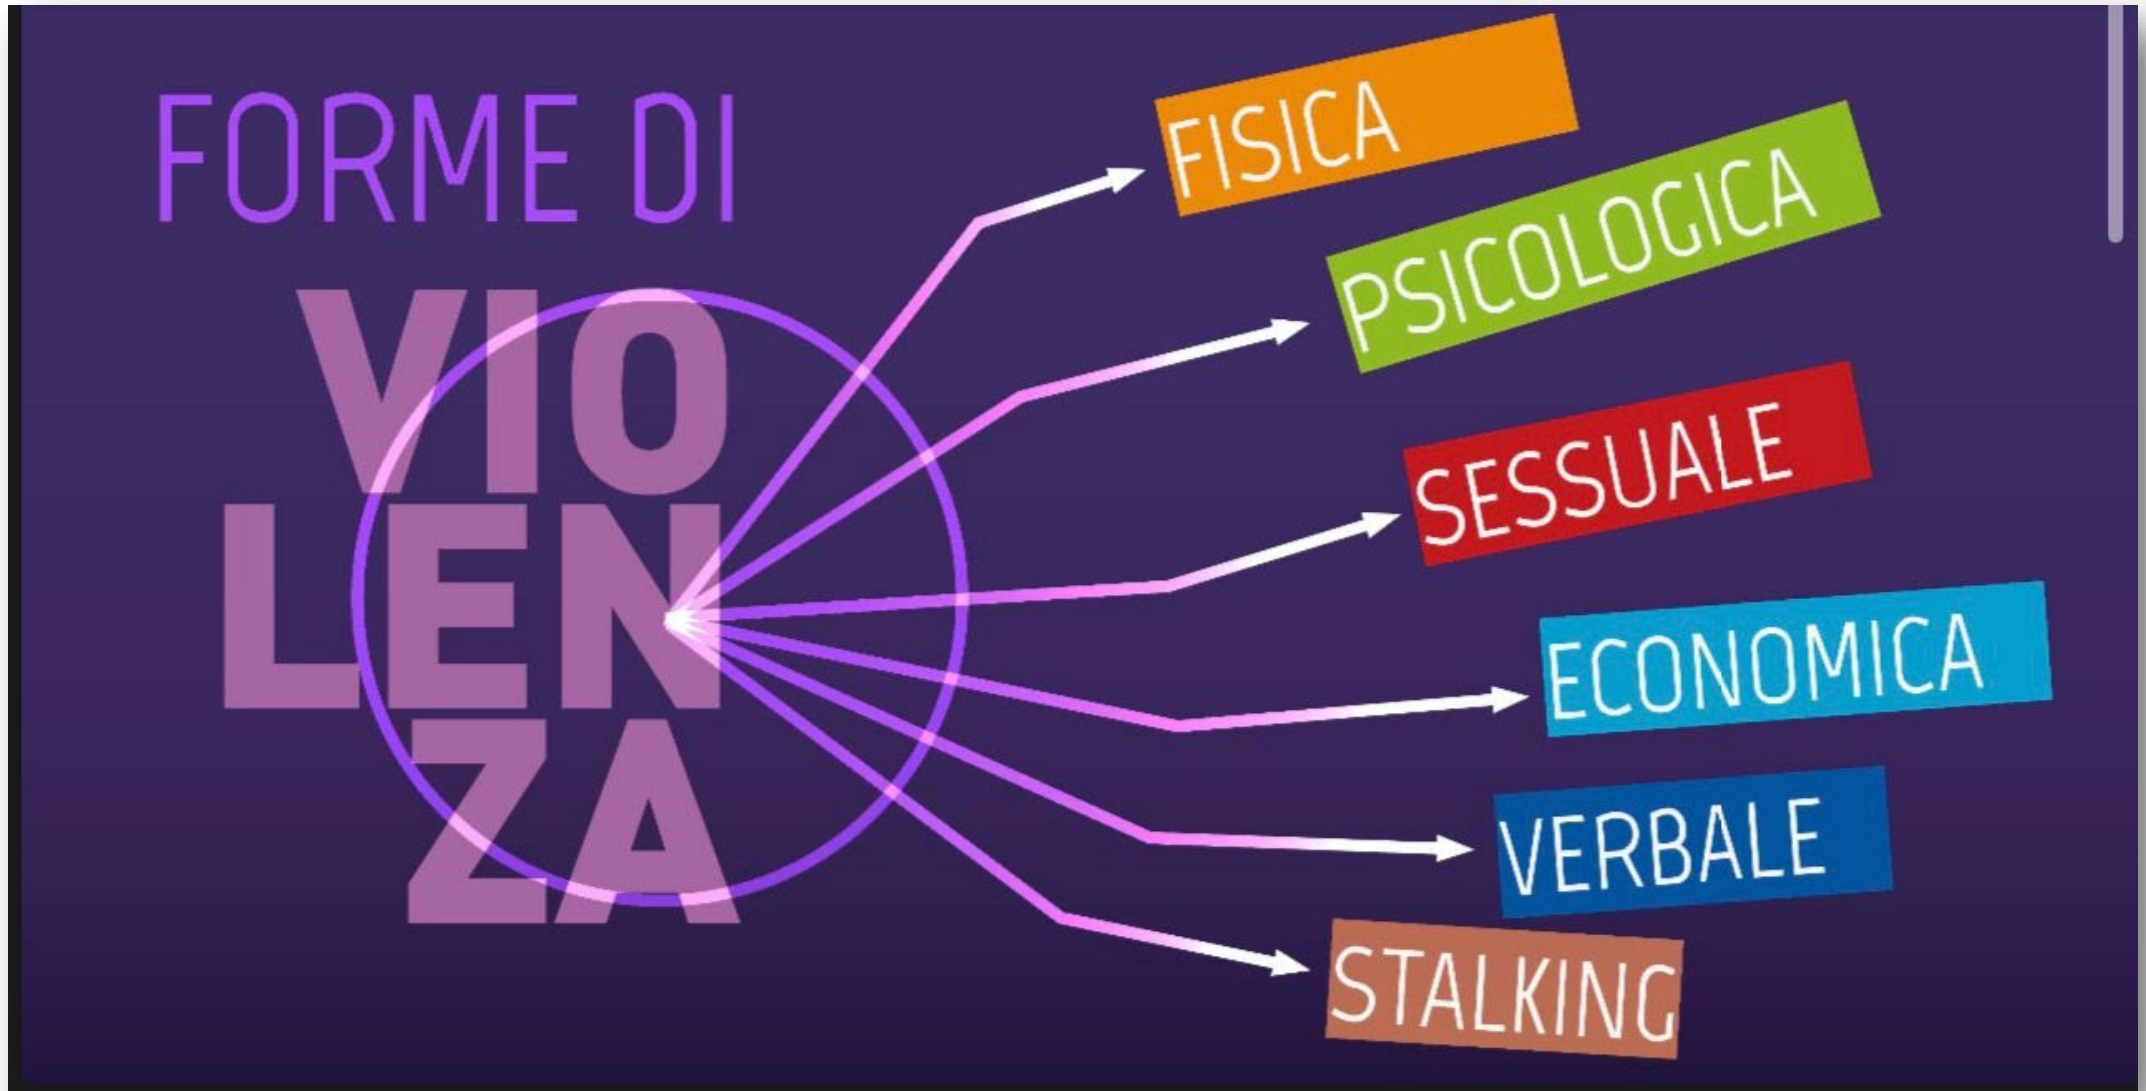 FORME DI
VIO
LEN
ZA
FISICA
PSICOLOGICA
SESSUALE
ECONOMICA
VERBALE
STALKING